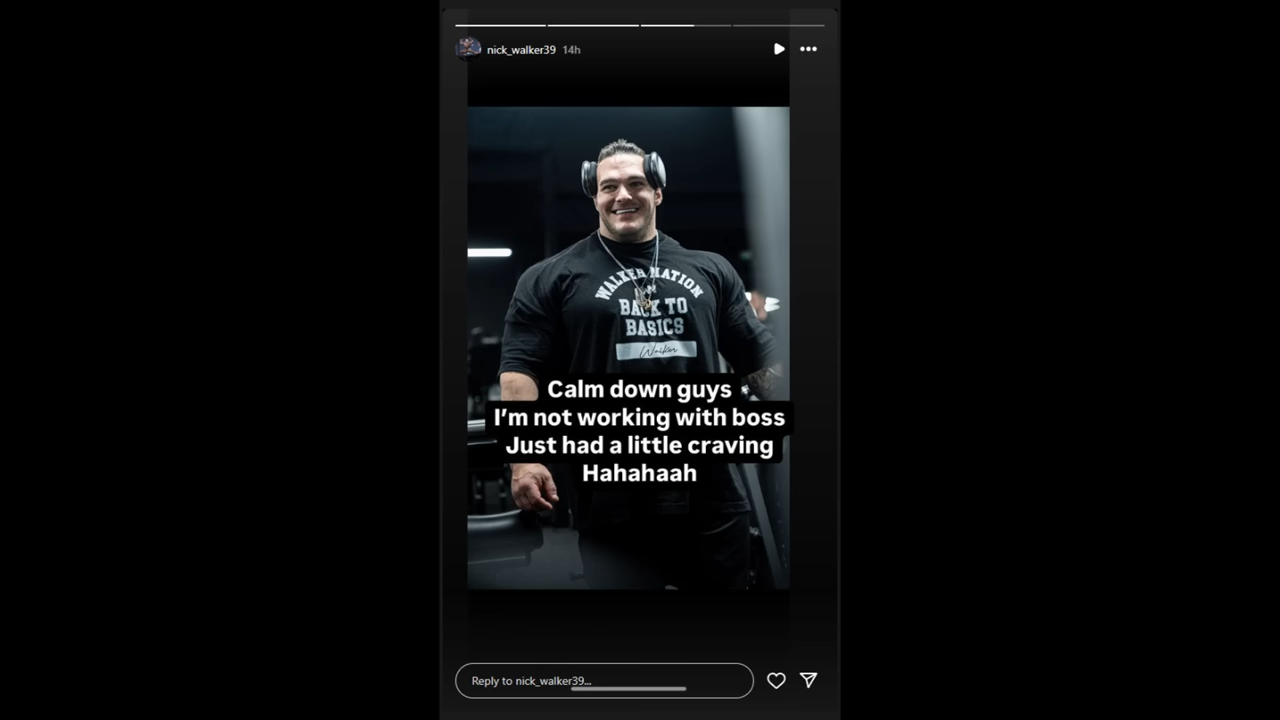 nick_walker39 14h
WALKER NATION
BACK TO
BASICS
Walker
Calm down guys
I'm not working with boss
Just had a little craving
Hahahaah
Reply to nick_walker39...